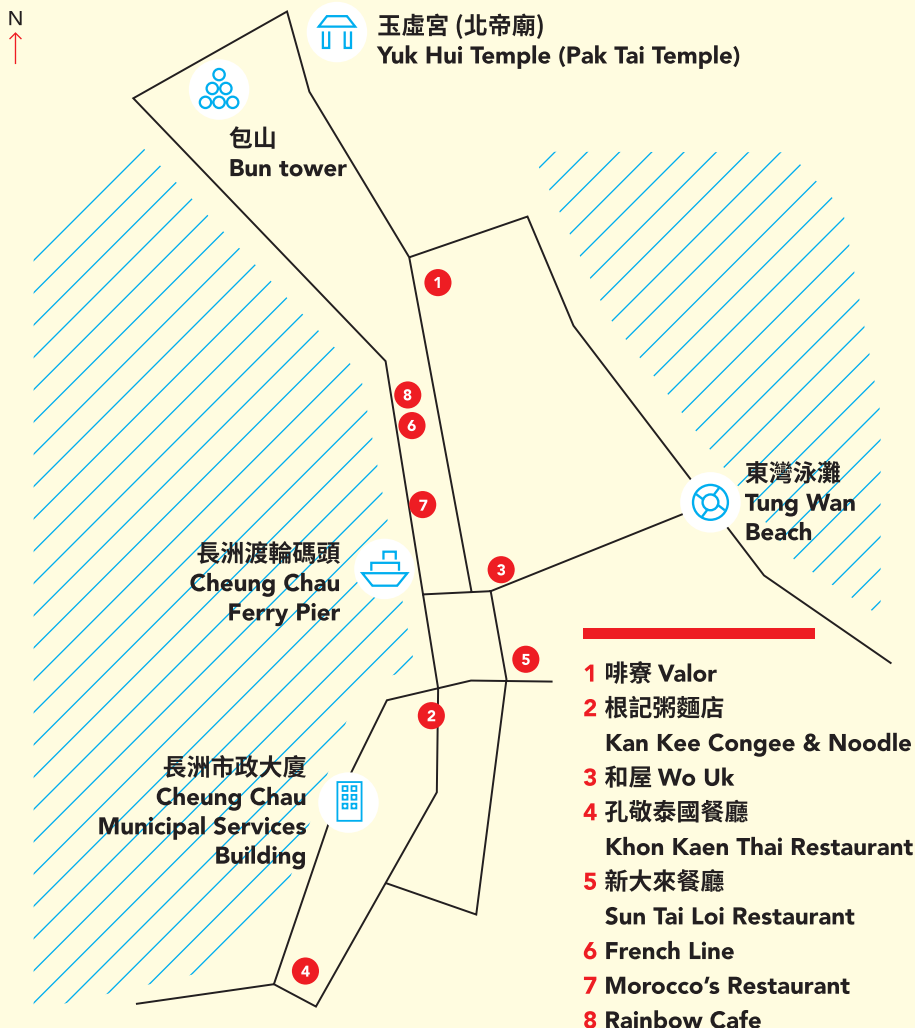 N
玉虛宮 (北帝廟)
Yuk Hui Temple (Pak Tai Temple)
包山
Bun tower
1
8
6
7
東灣泳灘
Tung Wan
Beach
長洲渡輪碼頭
Cheung Chau
Ferry Pier
3
5
2
長洲市政大廈
Cheung Chau
Municipal Services
Building
4
1 啡寮 Valor
2 根記粥麵店
Kan Kee Congee & Noodle
3 和屋 Wo Uk
4 孔敬泰國餐廳
Khon Kaen Thai Restaurant
5 新大來餐廳
Sun Tai Loi Restaurant
6 French Line
7 Morocco’s Restaurant
8 Rainbow Cafe